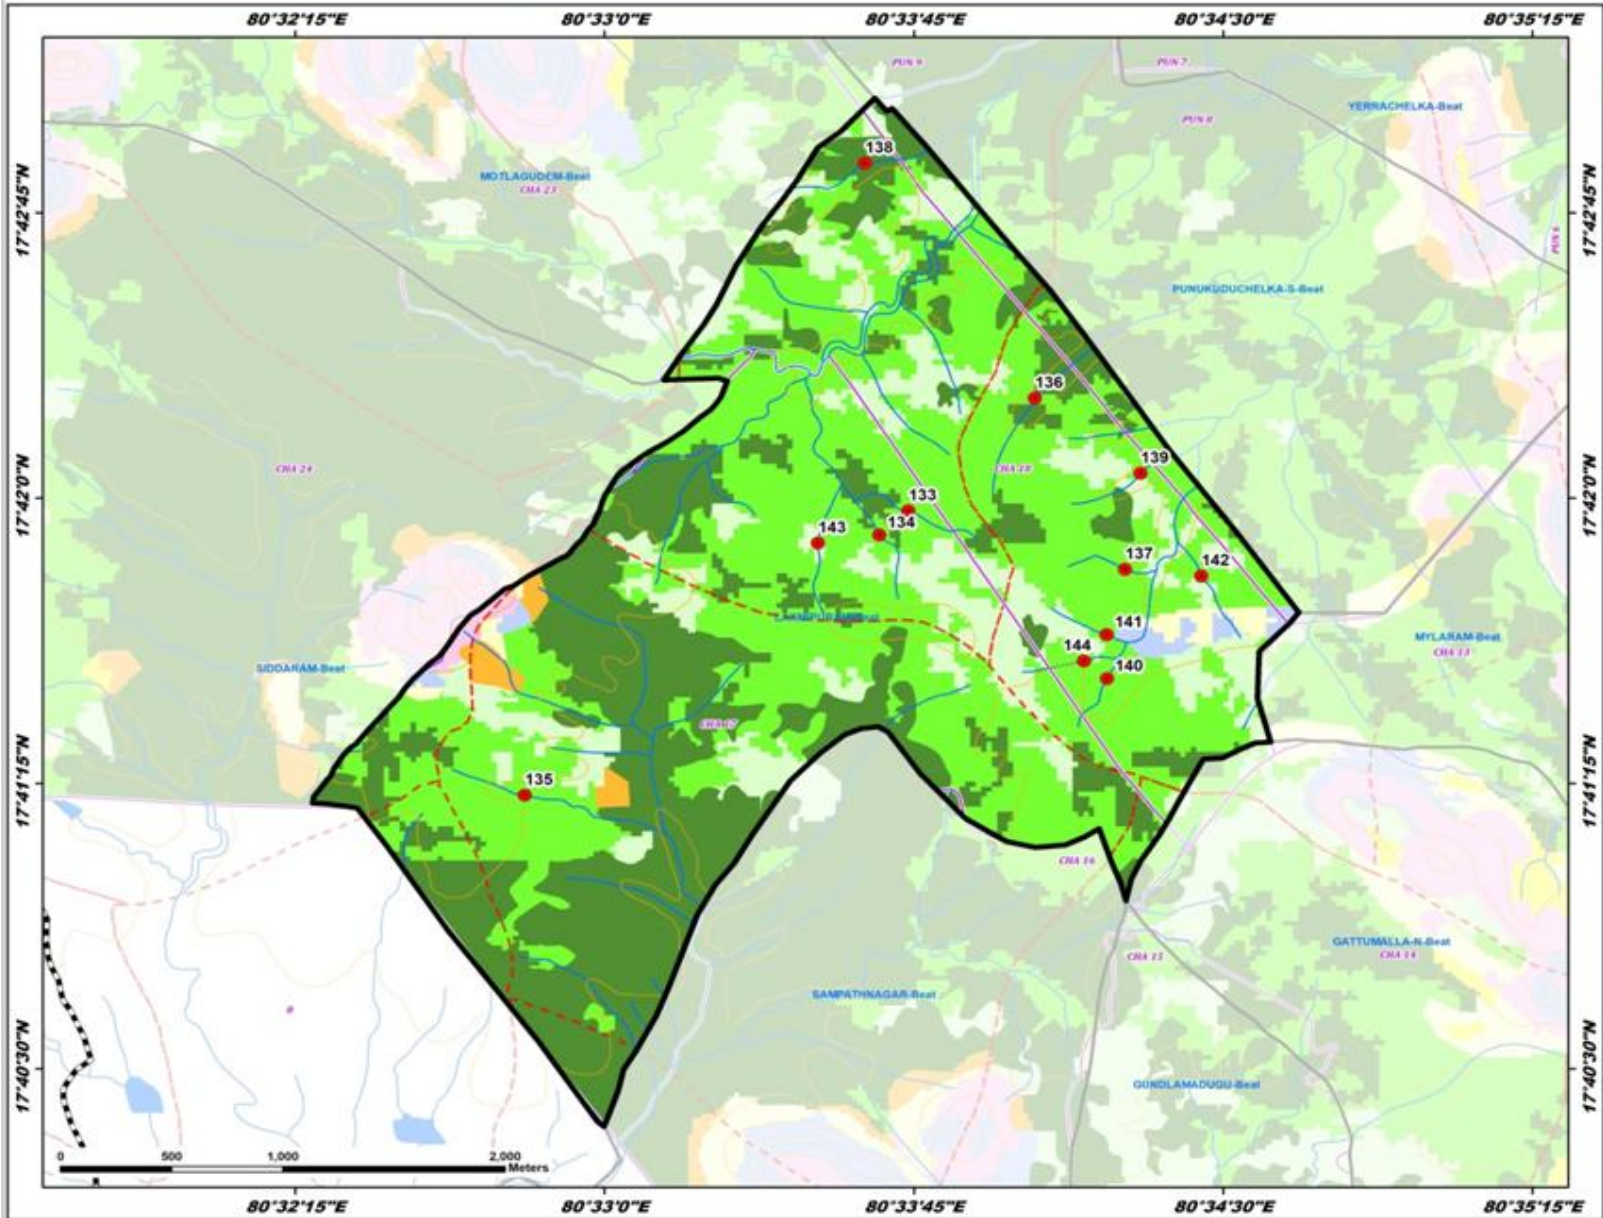 80°32'15"E 80°33'0"E 80°33'45"E 80°34'30"E 80°35'15"E
PUN 9
PUN 7
YERRACHELKA-Beat
PUN 8
138
MOTLAGUDEM-Beat
CHA 23
17°42'45"N
17°42'45"N
PUN 6
PUNUKUDUCHELKA-S-Beat
136
CHA 24
CHA 18
139
17°42'0"N
17°42'0"N
133
134
143
137
142
141
MYLARAM-Beat
CHA 13
144
140
SIDDARAM-Beat
CHA 17
17°41'15"N
17°41'15"N
135
CHA 16
GATTUMALLA-N-Beat
CHA 14
CHA 15
SAMPATHNAGAR-Beat
0
17°40'30"N
17°40'30"N
GUNDLAMADUGU-Beat
0 500 1,000 2,000
Meters
80°32'15"E 80°33'0"E 80°33'45"E 80°34'30"E 80°35'15"E